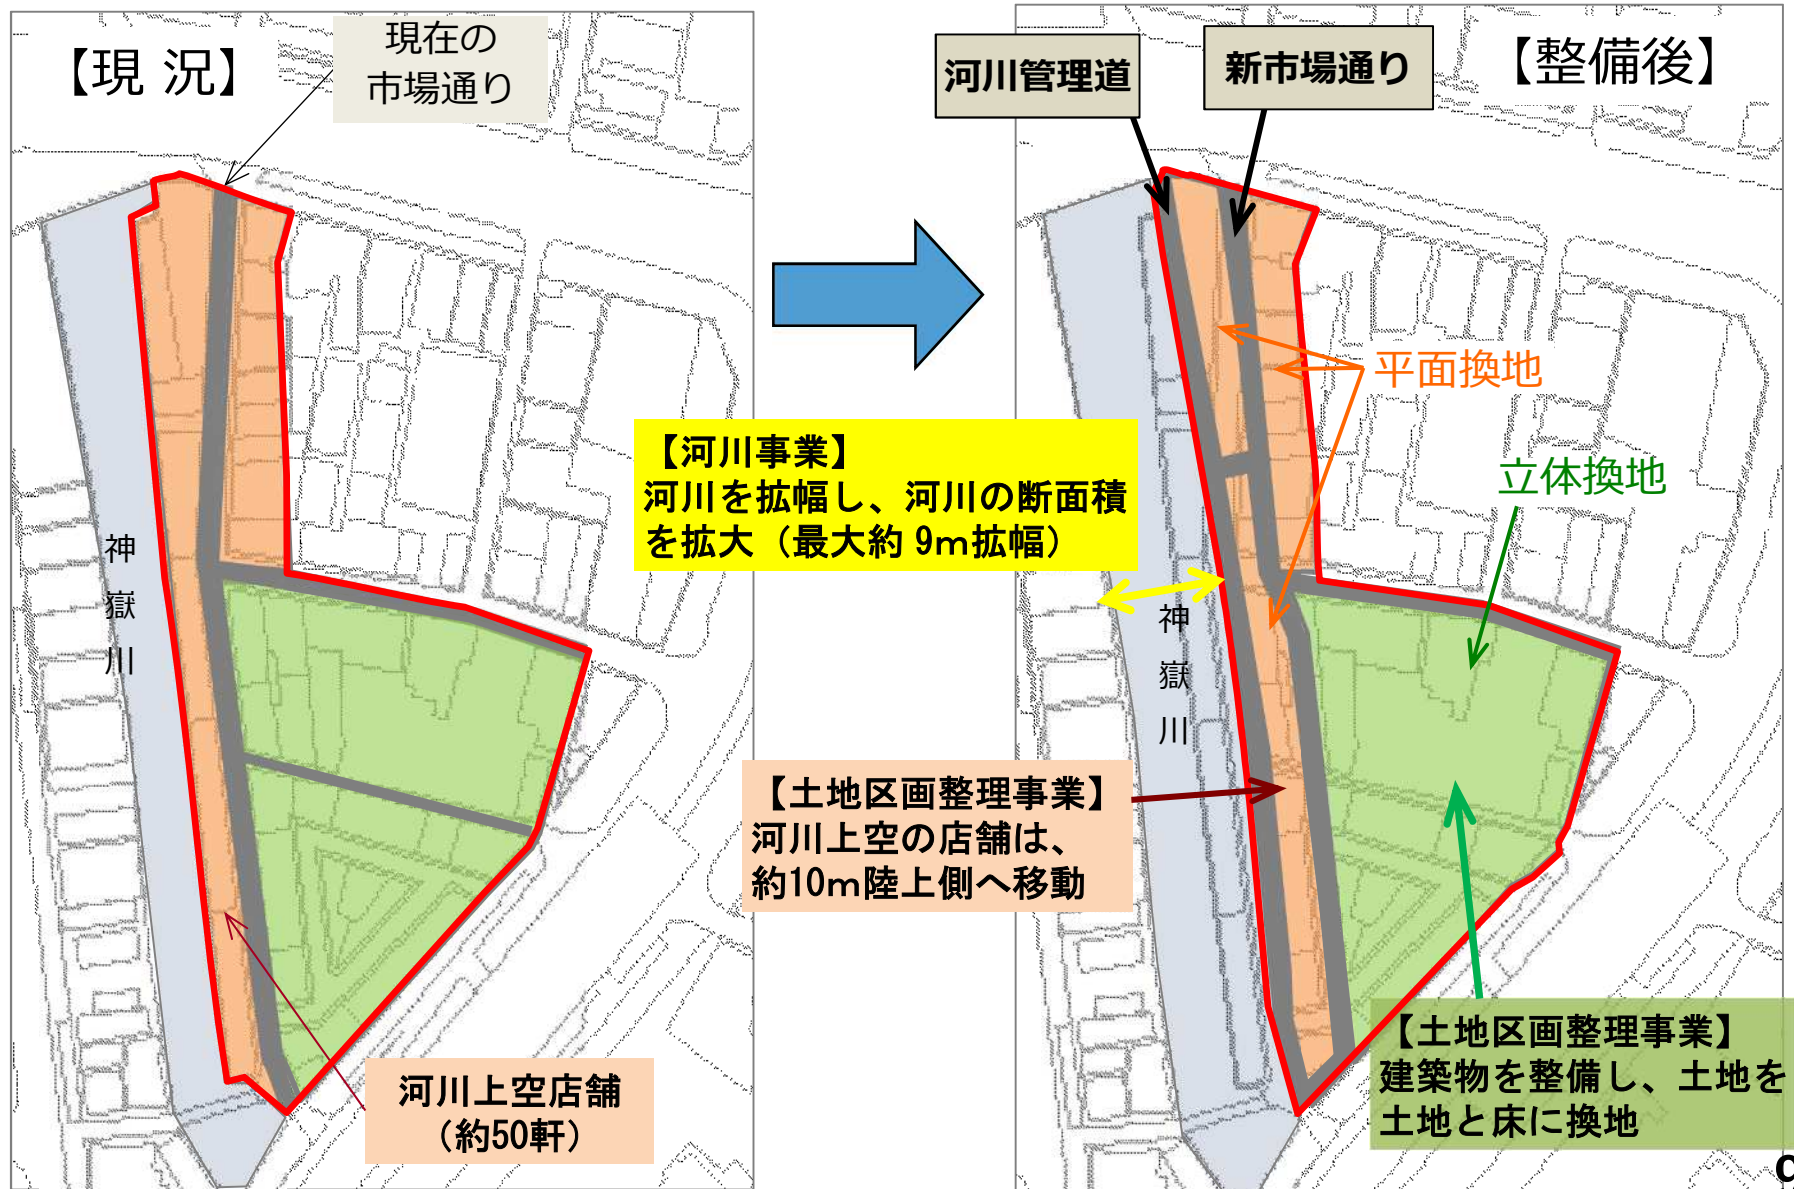 【現 況】
現在の
市場通り
神
嶽
川
河川上空店舗
（約50軒）
【整備後】
河川管理道
新市場通り
平面換地
立体換地
【河川事業】
河川を拡幅し、河川の断面積
を拡大（最大約 9m拡幅）
神
嶽
川
【土地区画整理事業】
河川上空の店舗は、
約10m陸上側へ移動
【土地区画整理事業】
建築物を整備し、土地を
土地と床に換地